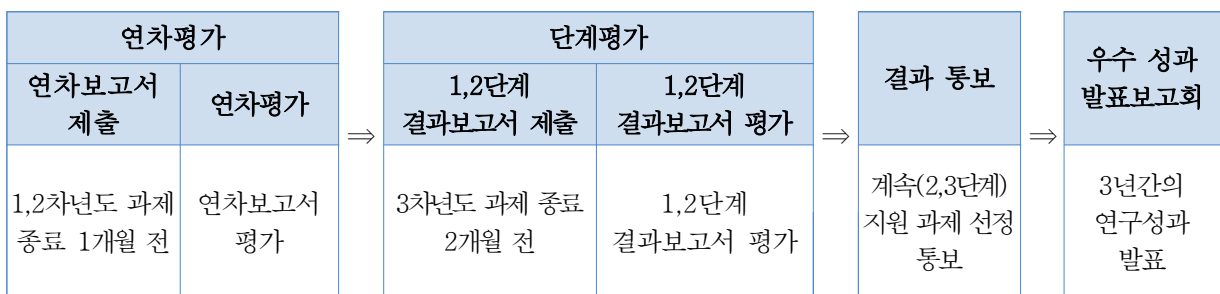 연차평가
연차보고서
제출
연차평가
1,2차년도 과제
종료 1개월 전
연차보고서
평가
⇒
단계평가
1,2단계
결과보고서 제출
1,2단계
결과보고서 평가
3차년도 과제 종료
2개월 전
1,2단계
결과보고서 평가
⇒
결과 통보
계속(2,3단계)
지원 과제 선정
통보
⇒
우수 성과
발표보고회
3년간의
연구성과
발표